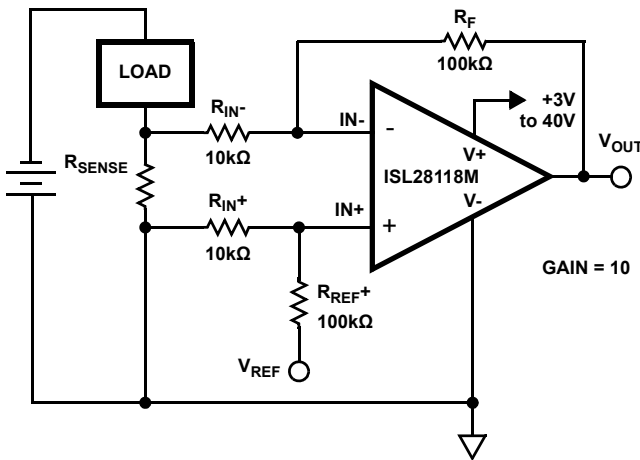 RF
100kΩ
LOAD
+3V
to 40V
RIN-
10kΩ
IN-
-
V+
VOUT
RSENSE
ISL28118M
RIN+
10kΩ
IN+
+
V-
GAIN = 10
RREF+
100kΩ
VREF